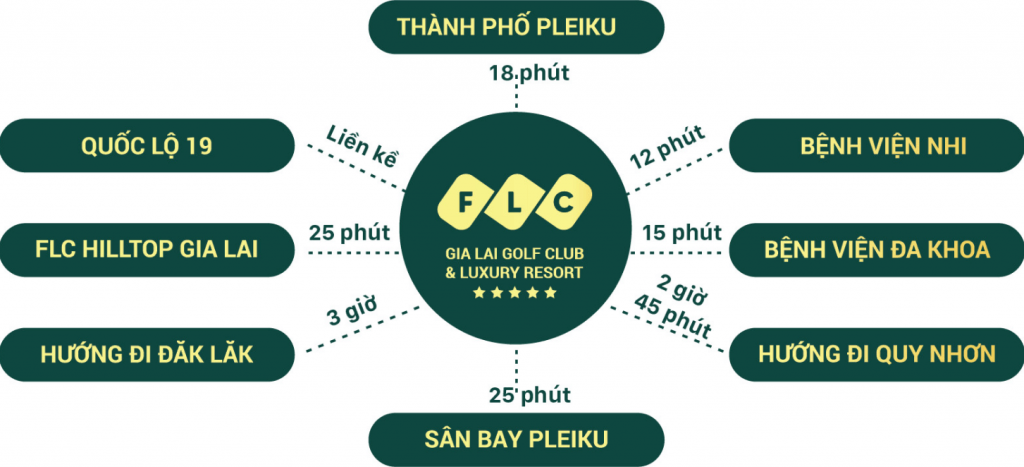 THÀNH PHỐ PLEIKU
18 phút
QUỐC LỘ 19
Liền kề
12 phút
BỆNH VIỆN NHI
FLC
FLC HILLTOP GIA LAI
25 phút
GIA LAI GOLF CLUB
& LUXURY RESORT
15 phút
BỆNH VIỆN ĐA KHOA
HƯỚNG ĐI ĐĂK LĂK
3 giờ
2 giờ
45 phút
HƯỚNG ĐI QUY NHƠN
25 phút
SÂN BAY PLEIKU